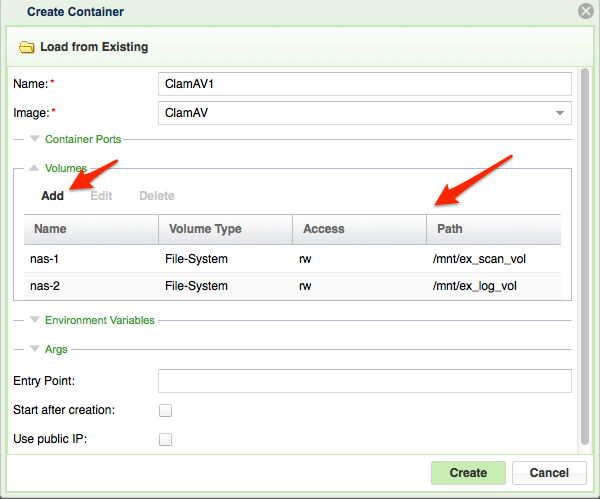 Create Container
Load from Existing
Name:* ClamAV1
Image:* ClamAV
Container Ports
Volumes
Add Edit Delete
Name Volume Type Access Path
nas-1 File-System rw /mnt/ex_scan_vol
nas-2 File-System rw /mnt/ex_log_vol
Environment Variables
Args
Entry Point:
Start after creation:
Use public IP:
Create Cancel